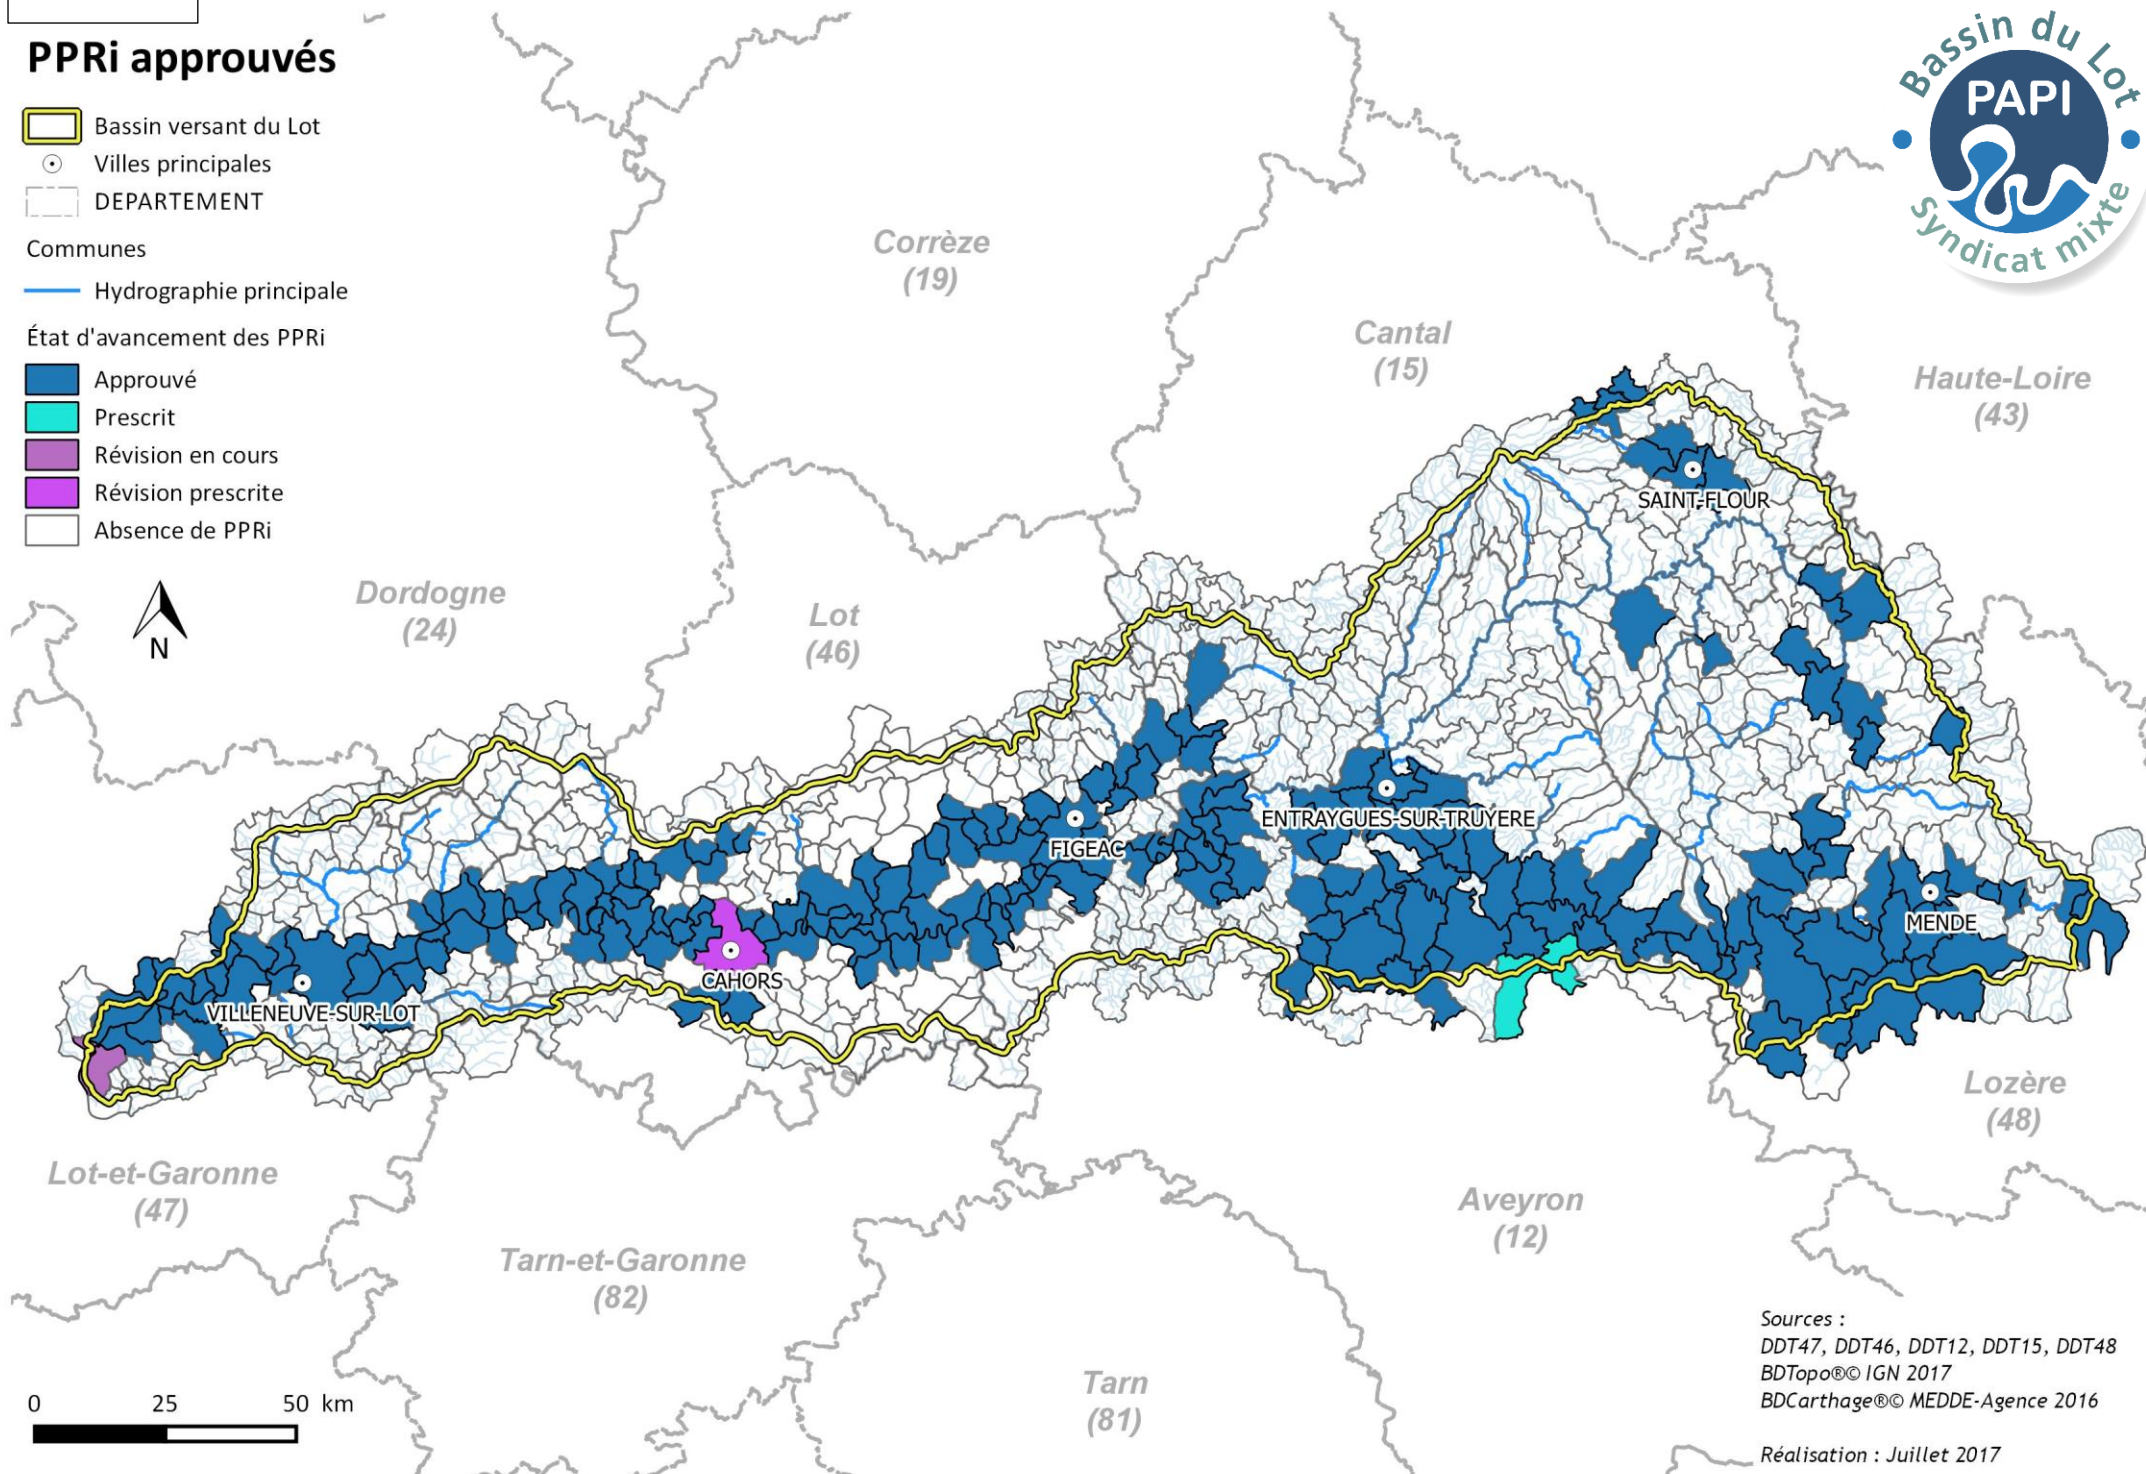 PPRi approuvés
Bassin versant du Lot
Villes principales
DEPARTEMENT
Communes
Hydrographie principale
État d'avancement des PPRi
Approuvé
Prescrit
Révision en cours
Révision prescrite
Absence de PPRi
N
Bassin du Lot
PAPI
Syndicat mixte
Corrèze
(19)
Cantal
(15)
Haute-Loire
(43)
Dordogne
(24)
Lot
(46)
SAINT-FLOUR
ENTRAYGUES-SUR-TRUYERE
FIGEAC
MENDE
CAHORS
VILLENEUVE-SUR-LOT
Lozère
(48)
Lot-et-Garonne
(47)
Aveyron
(12)
Tarn-et-Garonne
(82)
Tarn
(81)
0 25 50 km
Sources :
DDT47, DDT46, DDT12, DDT15, DDT48
BDTopo®© IGN 2017
BDCarthage®© MEDDE-Agence 2016
Réalisation : Juillet 2017